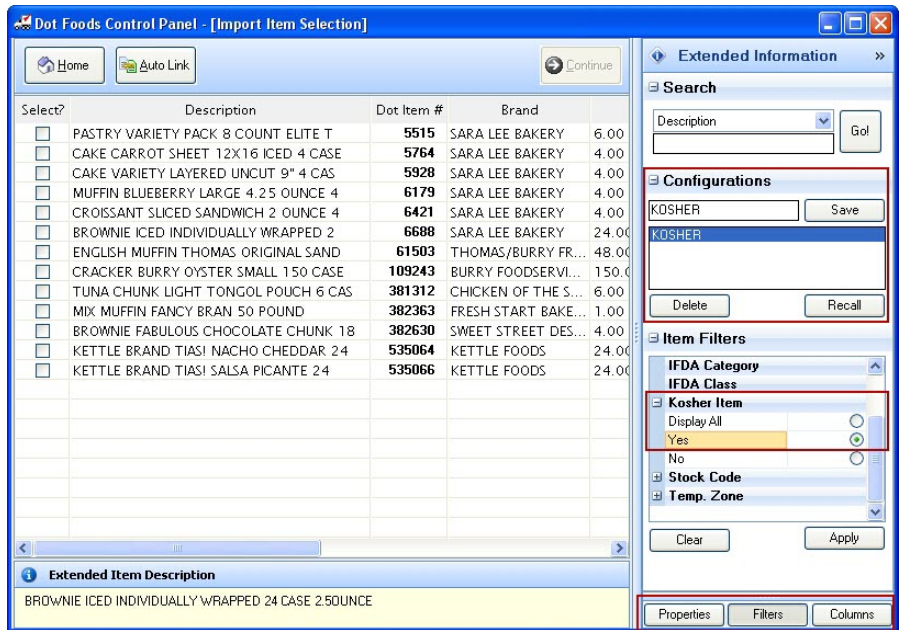 Dot Foods Control Panel - [Import Item Selection]
Home Auto Link Continue
Select? Description Dot Item # Brand
PASTRY VARIETY PACK 8 COUNT ELITE T 5515 SARA LEE BAKERY 6.00
CAKE CARROT SHEET 12X16 ICED 4 CASE 5764 SARA LEE BAKERY 4.00
CAKE VARIETY LAYERED UNCUT 9" 4 CAS 5928 SARA LEE BAKERY 4.00
MUFFIN BLUEBERRY LARGE 4.25 OUNCE 4 6179 SARA LEE BAKERY 4.00
CROISSANT SLICED SANDWICH 2 OUNCE 4 6421 SARA LEE BAKERY 4.00
BROWNIE ICED INDIVIDUALLY WRAPPED 2 6688 SARA LEE BAKERY 24.00
ENGLISH MUFFIN THOMAS ORIGINAL SAND 61503 THOMAS/BURRY FR... 48.00
CRACKER BURRY OYSTER SMALL 150 CASE 109243 BURRY FOODSERVI... 150.0
TUNA CHUNK LIGHT TONGOL POUCH 6 CAS 381312 CHICKEN OF THE S... 6.00
MIX MUFFIN FANCY BRAN 50 POUND 382363 FRESH START BAKE... 1.00
BROWNIE FABULOUS CHOCOLATE CHUNK 18 382630 SWEET STREET DES... 4.00
KETTLE BRAND TIAS! NACHO CHEDDAR 24 535064 KETTLE FOODS 24.00
KETTLE BRAND TIAS! SALSA PICANTE 24 535066 KETTLE FOODS 24.00
Extended Item Description
BROWNIE ICED INDIVIDUALLY WRAPPED 24 CASE 2.50UNCE
Extended Information »
Search
Description
Go!
Configurations
KOSHER Save
KOSHER
Delete Recall
Item Filters
IFDA Category
IFDA Class
Kosher Item
Display All
Yes
No
Stock Code
Temp. Zone
Clear Apply
Properties Filters Columns